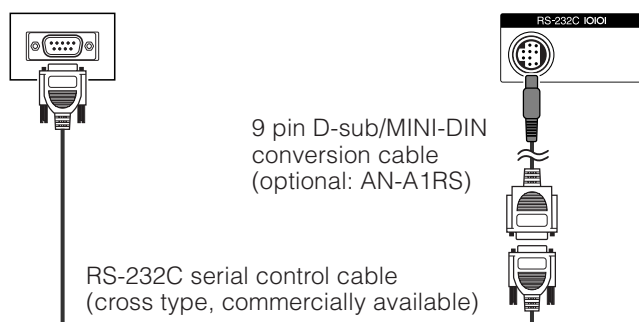 RS-232C IOIOI
9 pin D-sub/MINI-DIN
conversion cable
(optional: AN-A1RS)
RS-232C serial control cable
(cross type, commercially available)